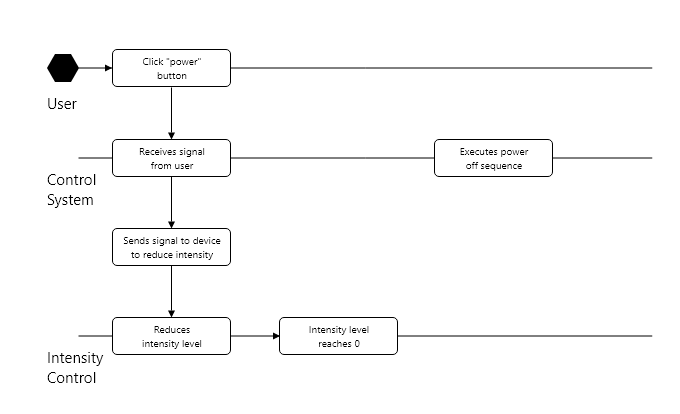 Click "power"
button
User
Receives signal
from user
Executes power
off sequence
Control
System
Sends signal to device
to reduce intensity
Reduces
intensity level
Intensity level
reaches 0
Intensity
Control